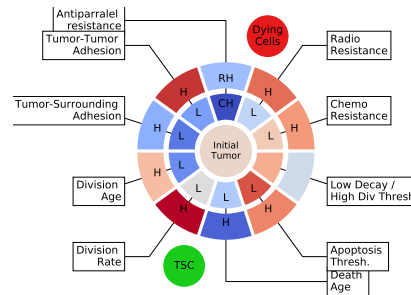 Antiparralel
resistance
Dying
Cells
Tumor-Tumor
Adhesion
Radio
Resistance
RH
H
H
CH
L
L
Tumor-Surrounding
Adhesion
Chemo
Resistance
H
H
L
L
Initial
Tumor
Division
Age
Low Decay /
High Div Thresh
H
L
L
L
L
Division
Rate
H
H
H
Apoptosis
Thresh.
TSC
Death
Age